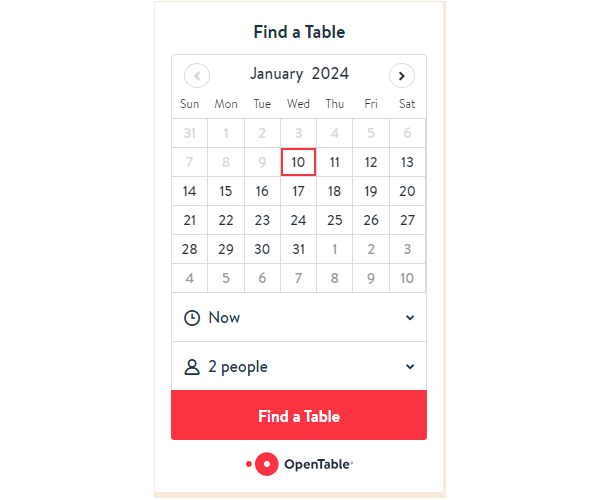 Find a Table
January 2024
Sun Mon Tue Wed Thu Fri Sat
31 1 2 3 4 5 6
7 8 9 10 11 12 13
14 15 16 17 18 19 20
21 22 23 24 25 26 27
28 29 30 31 1 2 3
4 5 6 7 8 9 10
Now
2 people
Find a Table
OpenTable®